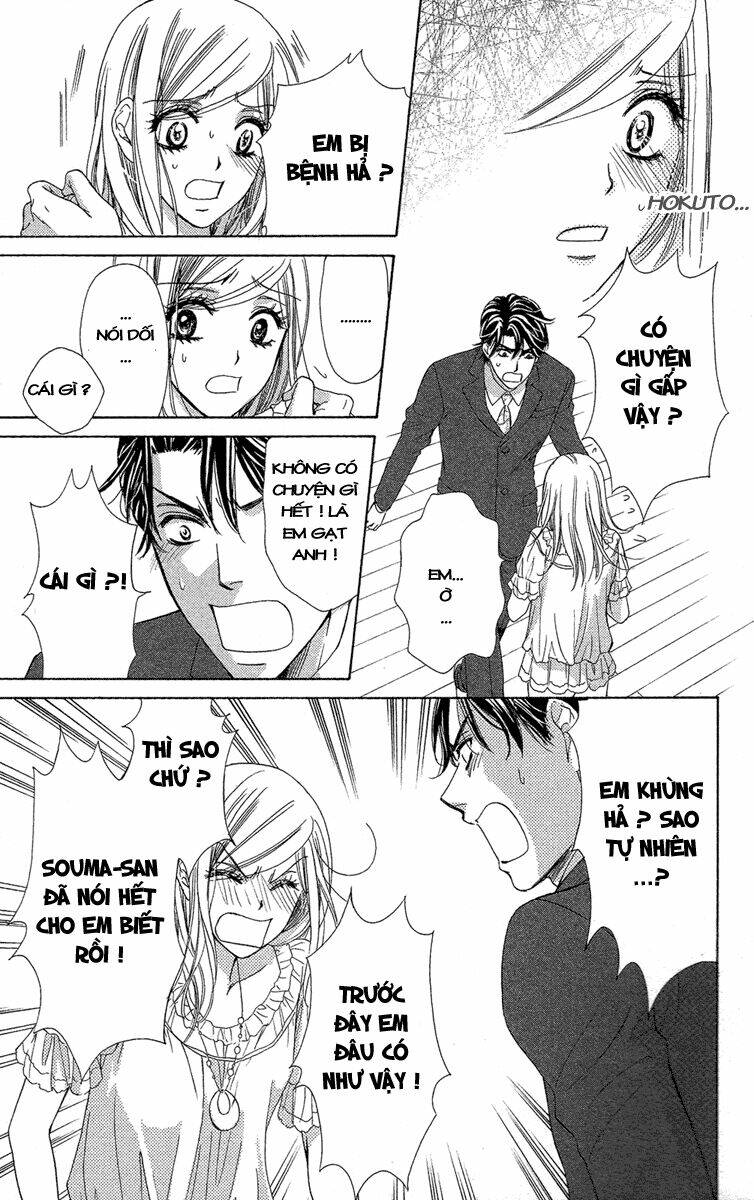 HOKUTO...
CÓ
CHUYỆN
GÌ GẤP
VẬY ?
EM...
Ở
...
EM BỊ
BỆNH HẢ ?
.........
...
NÓI DỐI
...
CÁI GÌ ?
KHÔNG CÓ
CHUYỆN GÌ
HẾT ! LÀ
EM GẠT
ANH !
CÁI GÌ ?!
EM KHÙNG
HẢ ? SAO
TỰ NHIÊN
...?
TRƯỚC
ĐÂY EM
ĐÂU CÓ
NHƯ VẬY !
THÌ SAO
CHỨ ?
SOUMA-SAN
ĐÃ NÓI HẾT
CHO EM BIẾT
RỒI !